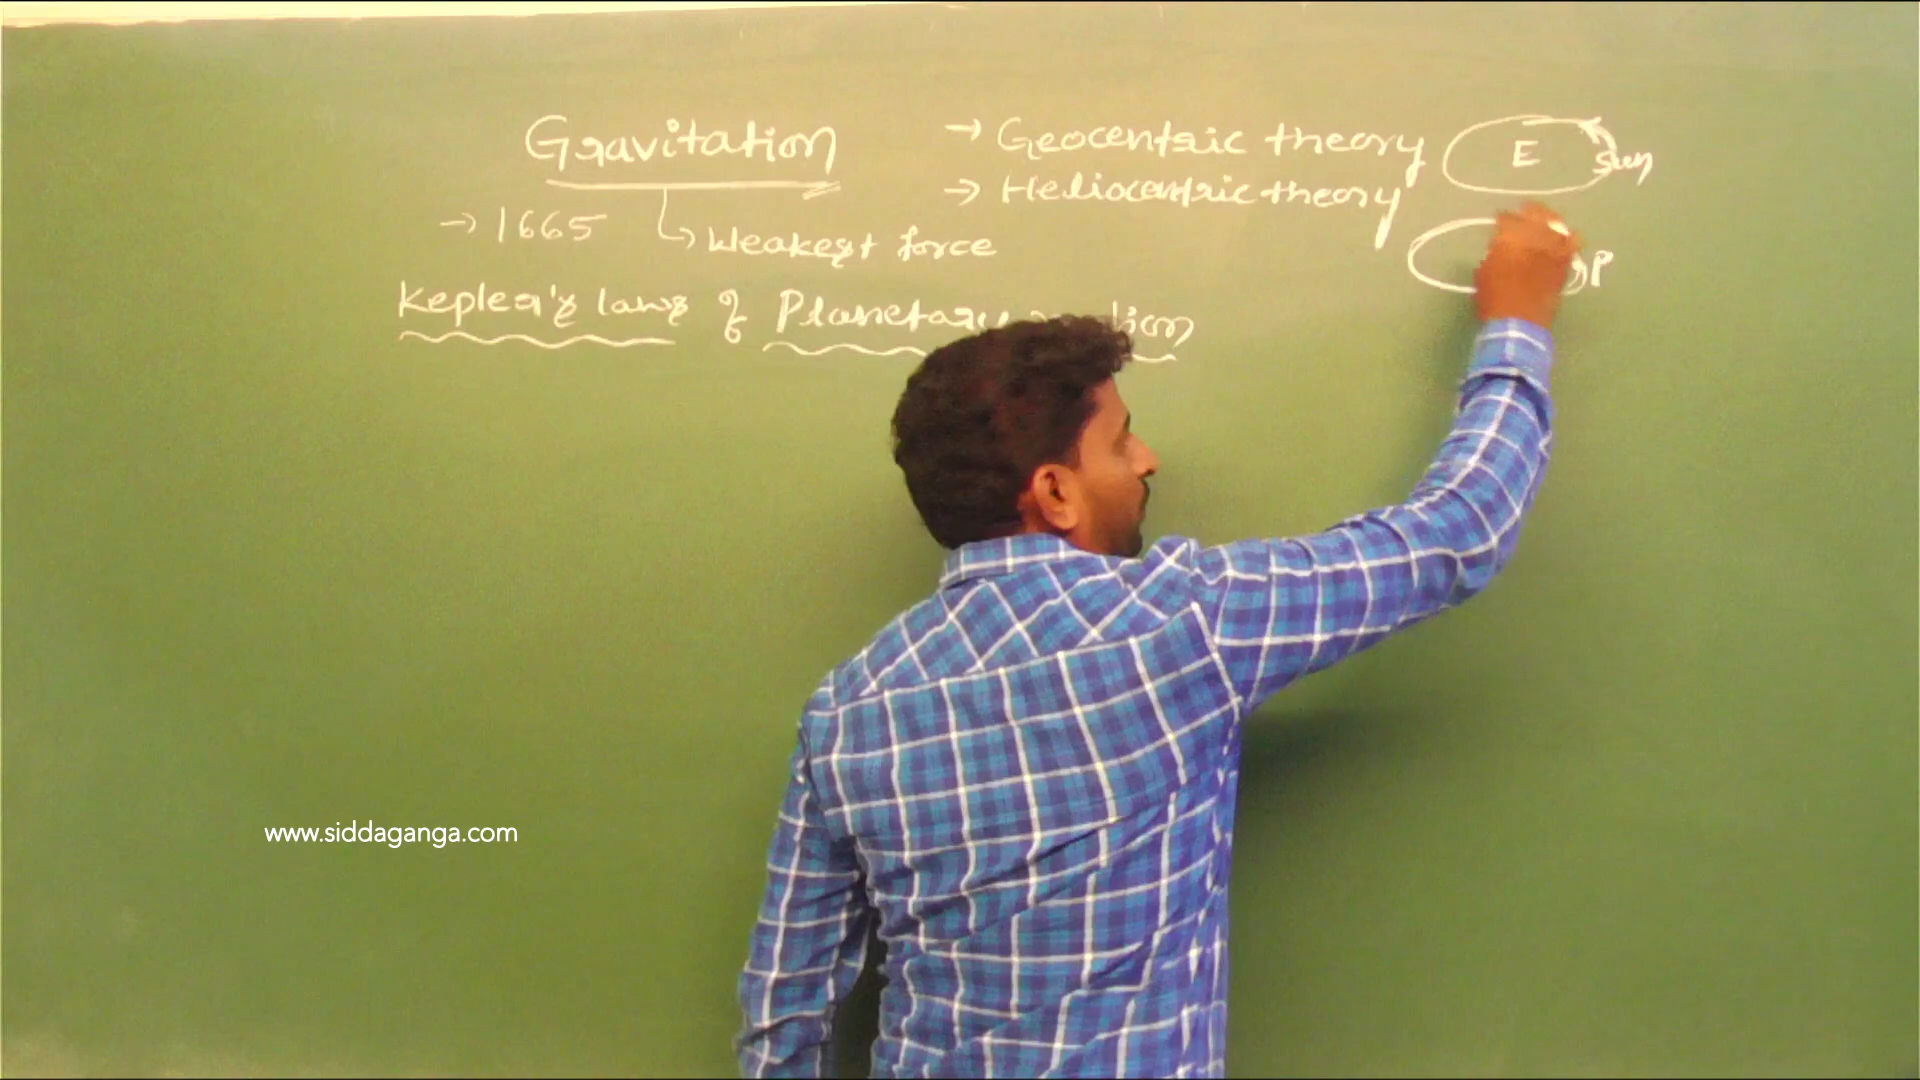 Gravitation
→ 1665
↳ Weakest force
→ Geocentric theory
→ Heliocentric theory
E
Sun
P
Kepler's laws of Planetary
www.siddaganga.com